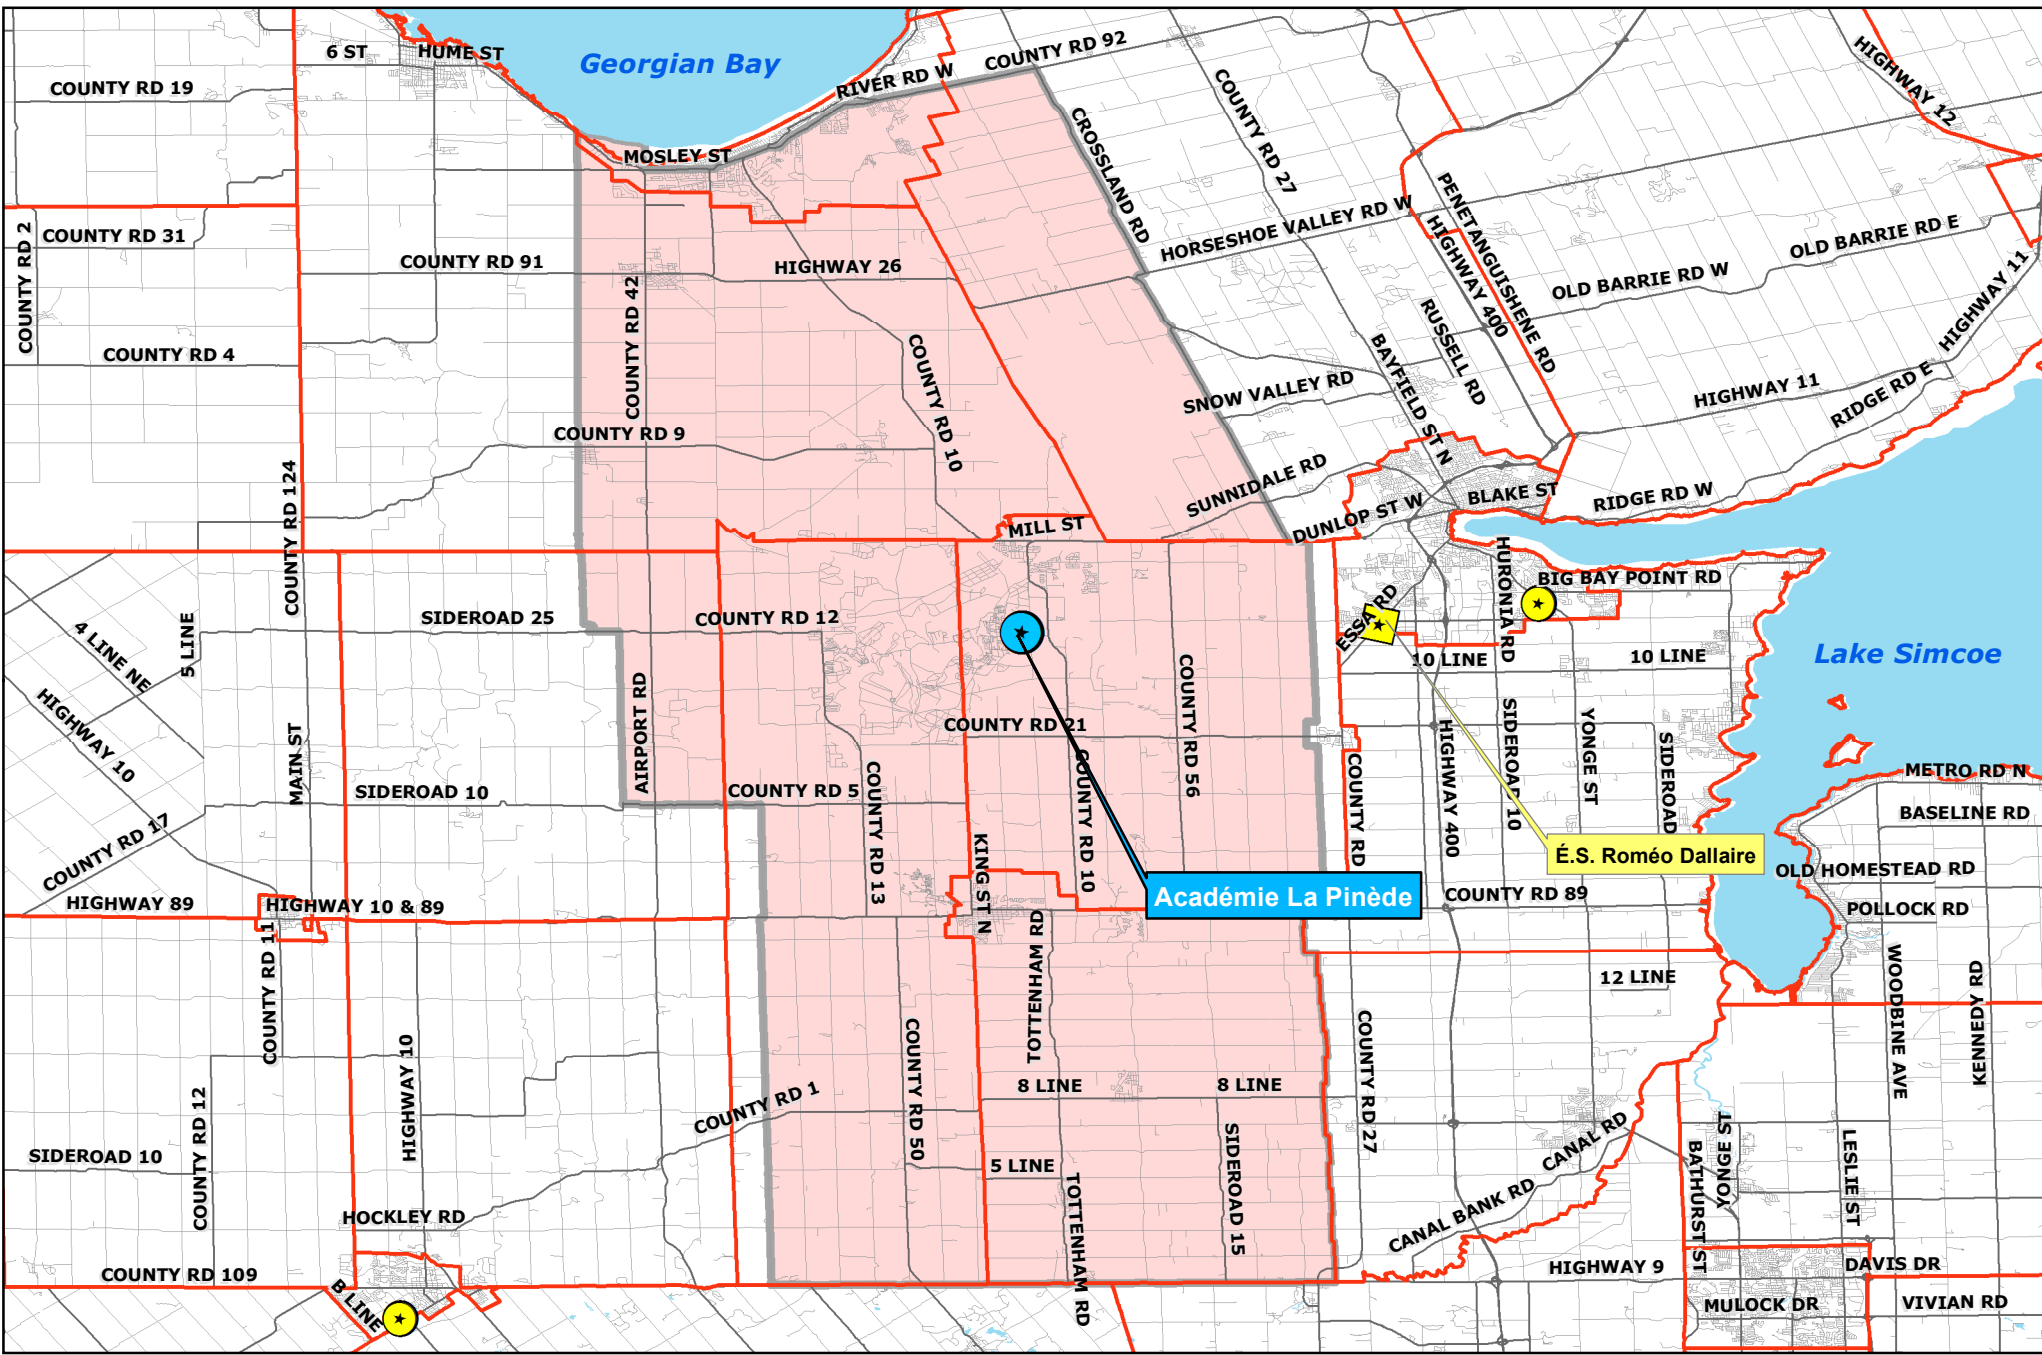 6 ST
HUME ST
Georgian Bay
COUNTY RD 92
RIVER RD W
HIGHWAY 12
COUNTY RD 19
COUNTY RD 27
CROSSLAND RD
MOSLEY ST
PENETANGUISHENE RD
HORSESHOE VALLEY RD W
HIGHWAY 400
OLD BARRIE RD E
COUNTY RD 2
COUNTY RD 31
COUNTY RD 91
HIGHWAY 26
OLD BARRIE RD W
HIGHWAY 11
COUNTY RD 42
RUSSELL RD
COUNTY RD 4
COUNTY RD 10
BAYFIELD ST N
SNOW VALLEY RD
HIGHWAY 11
RIDGE RD E
COUNTY RD 9
SUNNIDALE RD
COUNTY RD 124
BLAKE ST
RIDGE RD W
DUNLOP ST W
MILL ST
HURONIA RD
BIG BAY POINT RD
5 LINE
4 LINE NE
SIDEROAD 25
COUNTY RD 12
ESSA RD
10 LINE
10 LINE
Lake Simcoe
COUNTY RD 56
AIRPORT RD
HIGHWAY 10
MAIN ST
COUNTY RD 21
HIGHWAY 400
SIDEROAD 10
YONGE ST
SIDEROAD
METRO RD N
SIDEROAD 10
COUNTY RD 5
COUNTY RD 13
COUNTY RD 10
COUNTY RD
BASELINE RD
COUNTY RD 17
KING ST N
É.S. Roméo Dallaire
OLD HOMESTEAD RD
Académie La Pinède
HIGHWAY 89
HIGHWAY 10 & 89
COUNTY RD 89
POLLOCK RD
COUNTY RD 11
TOTTENHAM RD
12 LINE
WOODBINE AVE
KENNEDY RD
HIGHWAY 10
COUNTY RD 50
COUNTY RD 27
8 LINE
8 LINE
COUNTY RD 12
COUNTY RD 1
SIDEROAD 10
5 LINE
SIDEROAD 15
CANAL RD
BATHURST ST
YONGE ST
LESLIE ST
TOTTENHAM RD
HOCKLEY RD
CANAL BANK RD
COUNTY RD 109
HIGHWAY 9
DAVIS DR
B LINE
MULOCK DR
VIVIAN RD